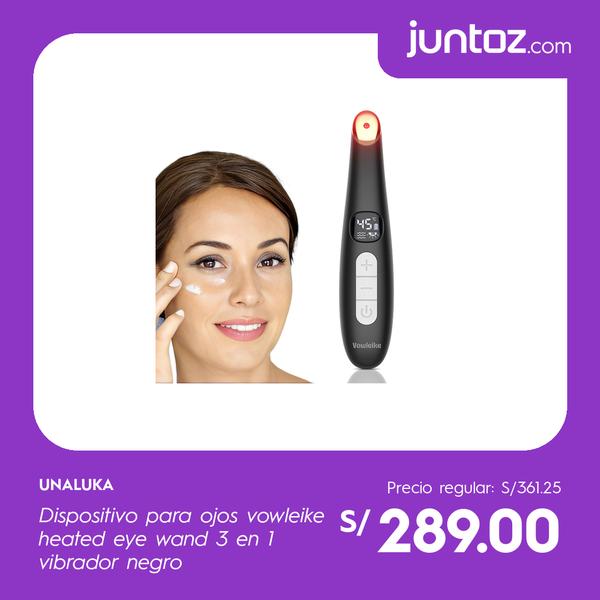 juntoz.com
45
Vowleike
UNALUKA
Dispositivo para ojos vowleike
heated eye wand 3 en 1
vibrador negro
Precio regular: S/361.25
S/ 289.00